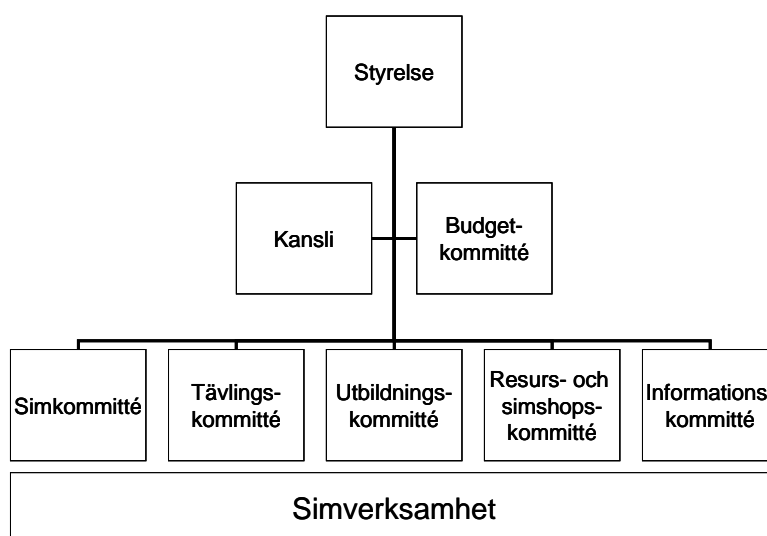 Styrelse
Kansli
Budget-
kommitté
Simkommitté
Tävlings-
kommitté
Utbildnings-
kommitté
Resurs- och
simshops-
kommitté
Informations
kommitté
Simverksamhet